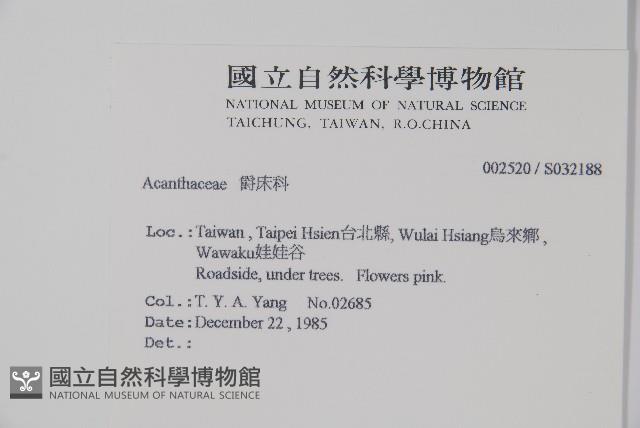 國立自然科學博物館
NATIONAL MUSEUM OF NATURAL SCIENCE
TAICHUNG, TAIWAN, R.O.CHINA
002520 / S032188
Acanthaceae 爵床科
Loc.: Taiwan , Taipei Hsien台北縣, Wulai Hsiang烏來鄉 ,
Wawaku娃娃谷
Roadside, under trees. Flowers pink.
Col.: T. Y. A. Yang No.02685
Date: December 22 , 1985
Det.:
國立自然科學博物館
NATIONAL MUSEUM OF NATURAL SCIENCE